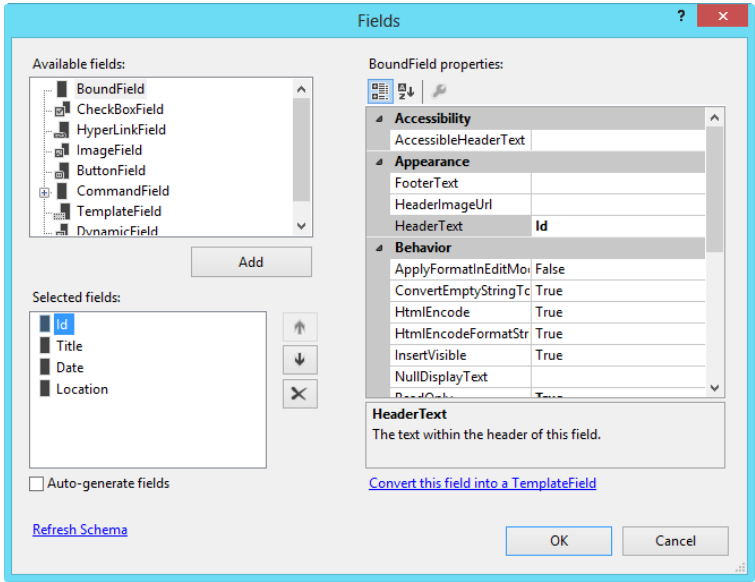 Fields
? ×
Available fields:
BoundField
CheckBoxField
HyperLinkField
ImageField
ButtonField
CommandField
TemplateField
DynamicField
Add
Selected fields:
Id
Title
Date
Location
Auto-generate fields
Refresh Schema
BoundField properties:
Accessibility
AccessibleHeaderText
Appearance
FooterText
HeaderImageUrl
HeaderText Id
Behavior
ApplyFormatInEditMo False
ConvertEmptyStringTo True
HtmlEncode True
HtmlEncodeFormatStr True
InsertVisible True
NullDisplayText
ReadOnly True
HeaderText
The text within the header of this field.
Convert this field into a TemplateField
OK Cancel